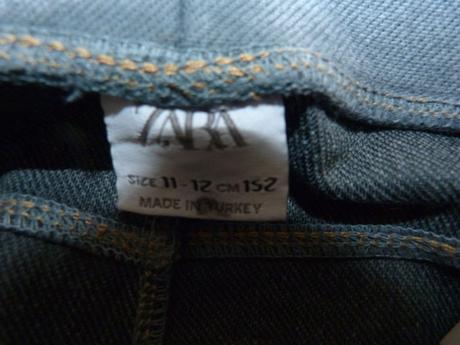 ZARA
SIZE 11-12 CM 152
MADE IN TURKEY